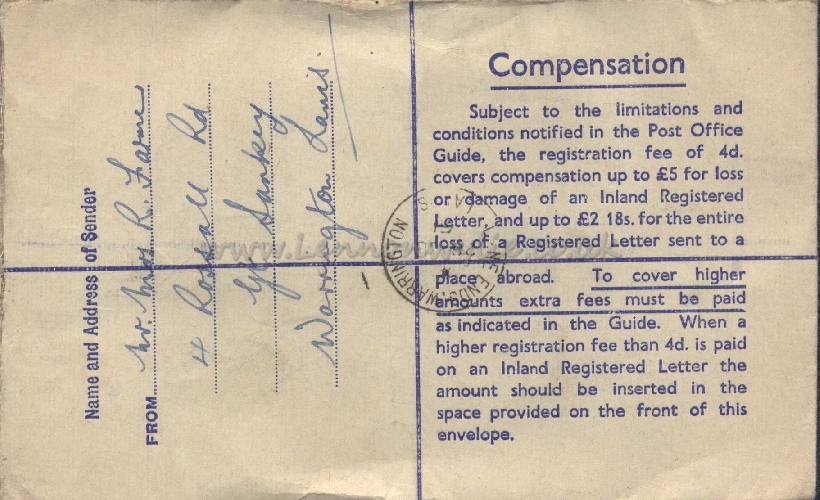 Name and Address of Sender
FROM
Mr. Mrs R. Farmer
4 Rossall Rd
Gt Sankey
Warrington Lancs
Compensation
Subject to the limitations and
conditions notified in the Post Office
Guide, the registration fee of 4d.
covers compensation up to £5 for loss
or damage of an Inland Registered
Letter, and up to £2 18s. for the entire
loss of a Registered Letter sent to a
place abroad. To cover higher
amounts extra fees must be paid
as indicated in the Guide. When a
higher registration fee than 4d. is paid
on an Inland Registered Letter the
amount should be inserted in the
space provided on the front of this
envelope.
WARRINGTON